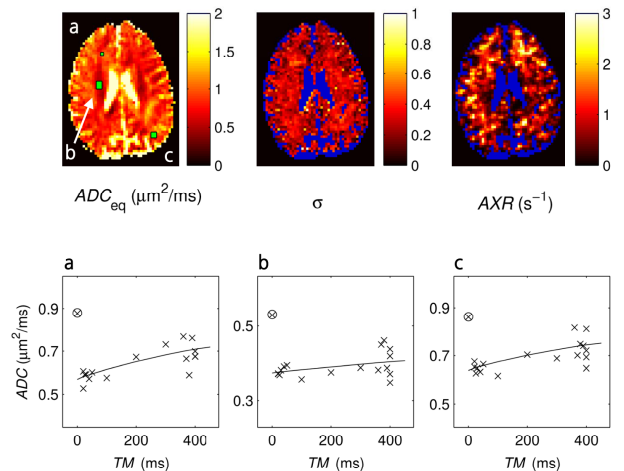 a
b
c
2
1.5
1
0.5
0
ADC_eq (μm²/ms)
1
0.8
0.6
0.4
0.2
0
σ
3
2
1
0
AXR (s⁻¹)
a
0.9
0.7
0.5
ADC (μm²/ms)
0 200 400
TM (ms)
b
0.5
0.3
0 200 400
TM (ms)
c
0.9
0.7
0.5
0 200 400
TM (ms)